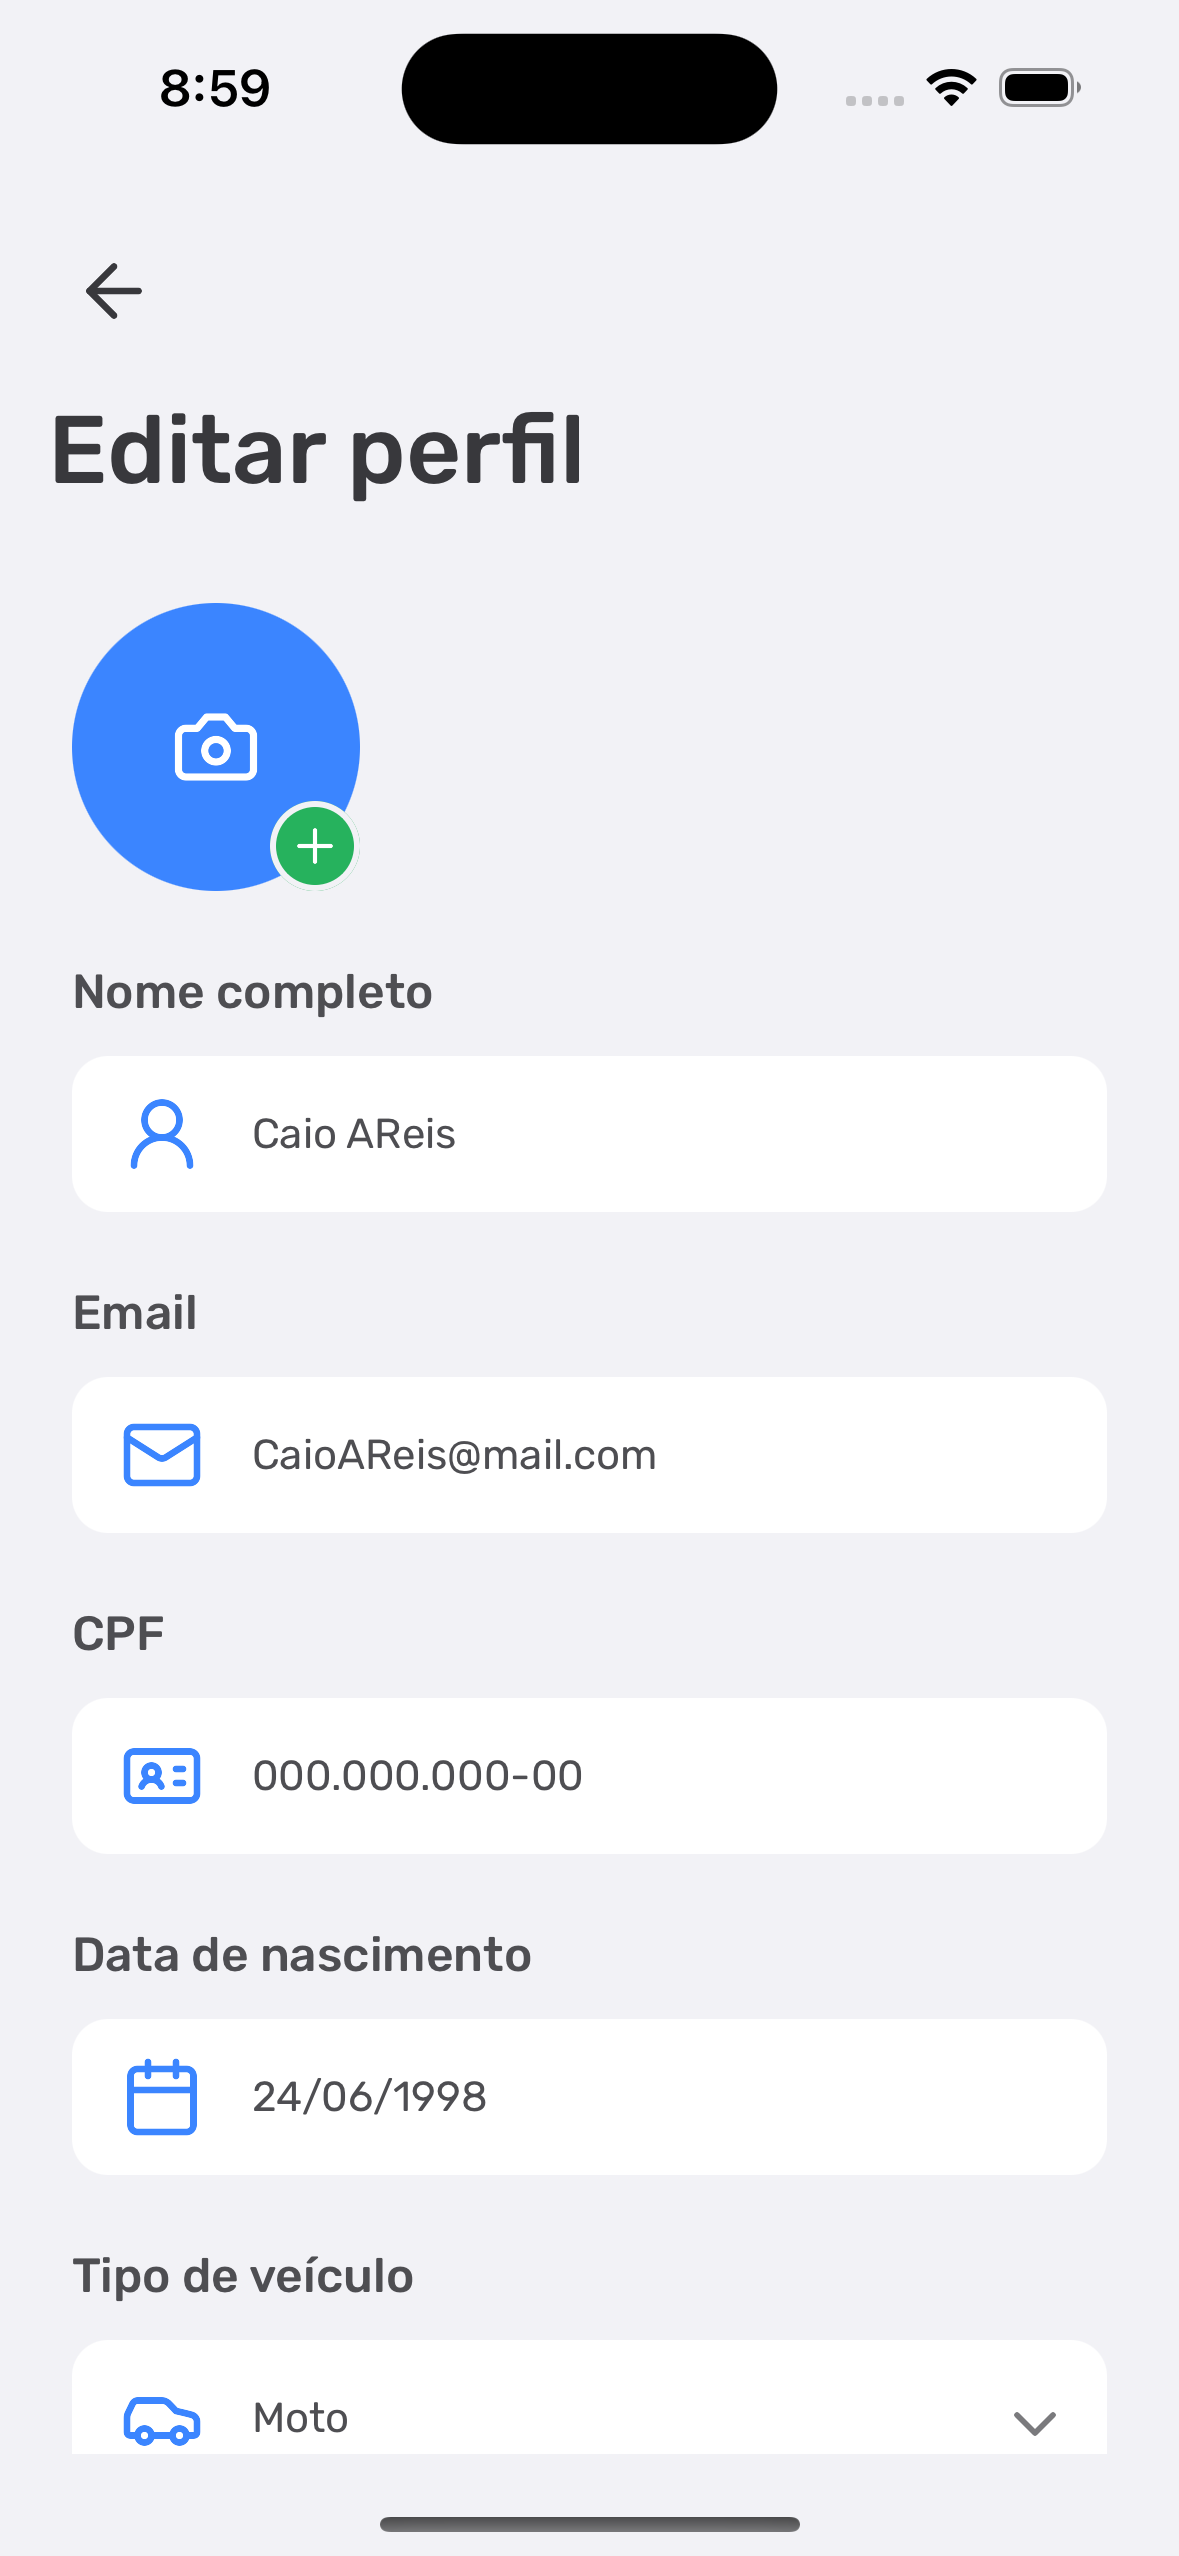 8:59
Editar perfil
Nome completo
Caio AReis
Email
CaioAReis@mail.com
CPF
000.000.000-00
Data de nascimento
24/06/1998
Tipo de veículo
Moto